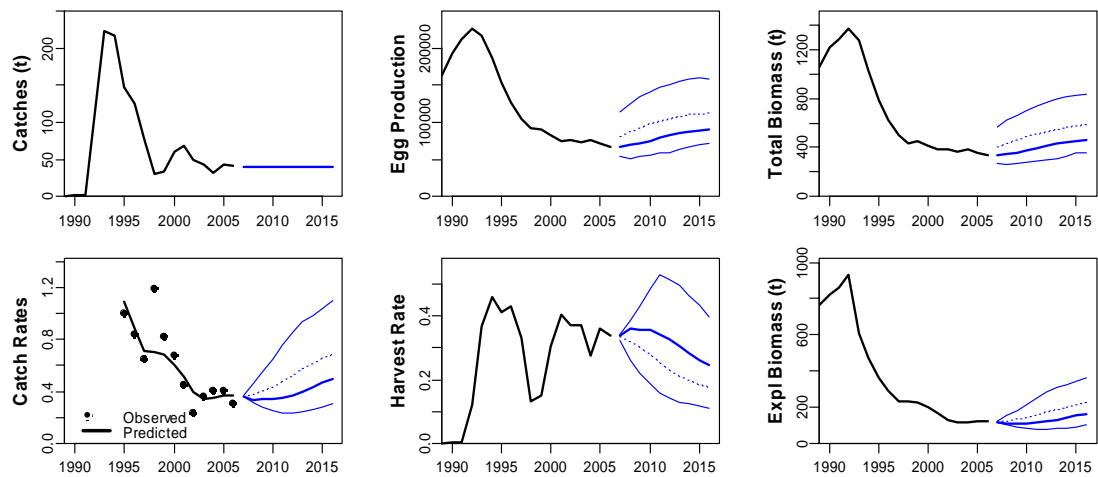 Catches (t)
0 50 100 200
1990 1995 2000 2005 2010 2015
Egg Production
0 100000 200000
1990 1995 2000 2005 2010 2015
Total Biomass (t)
0 400 800 1200
1990 1995 2000 2005 2010 2015
Catch Rates
0.0 0.4 0.8 1.2
Observed
Predicted
1990 1995 2000 2005 2010 2015
Harvest Rate
0.0 0.2 0.4
1990 1995 2000 2005 2010 2015
Expl Biomass (t)
0 200 600 1000
1990 1995 2000 2005 2010 2015